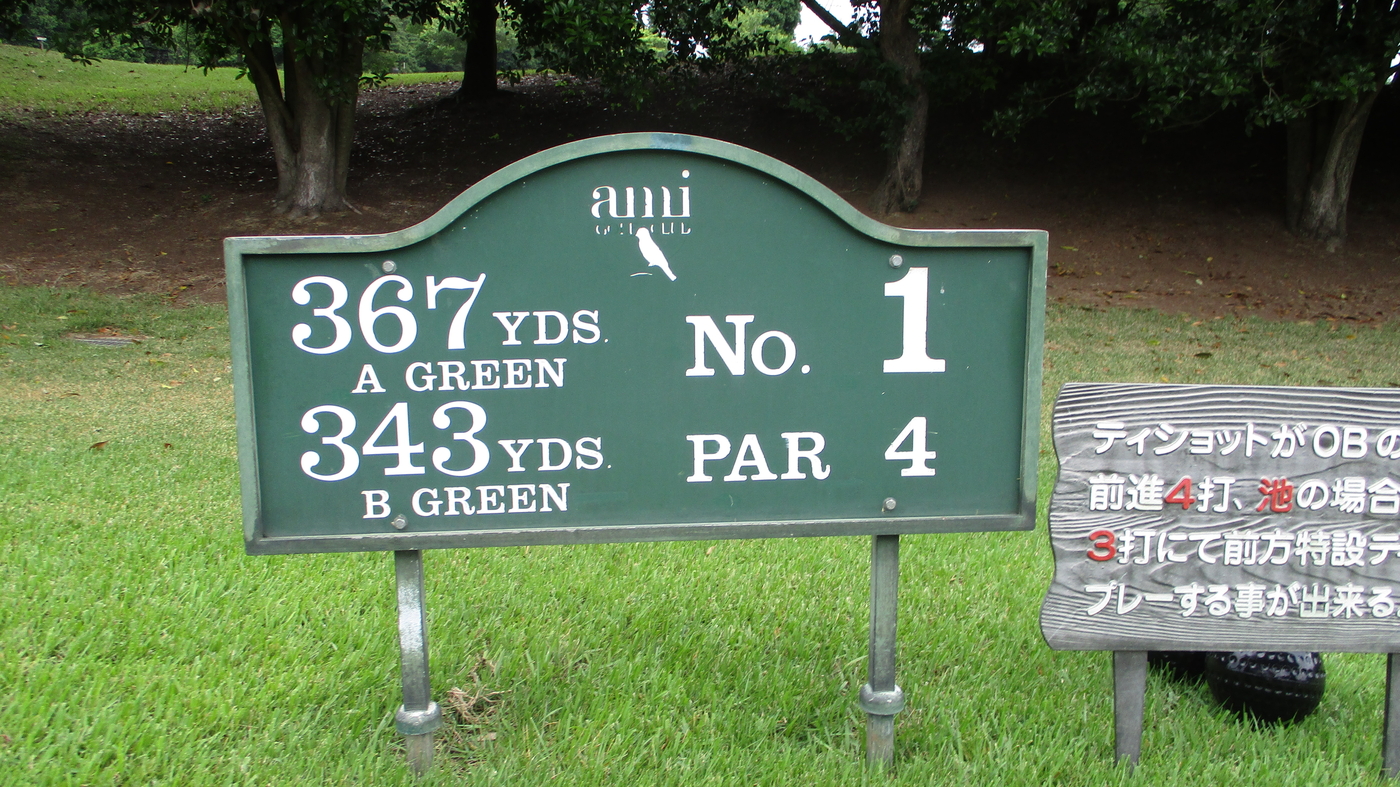 ami
367 YDS.
A GREEN
343 YDS.
B GREEN
No. 1
PAR 4
ティショットがOBの
前進4打、池の場合
3打にて前方特設テ
プレーする事が出来る